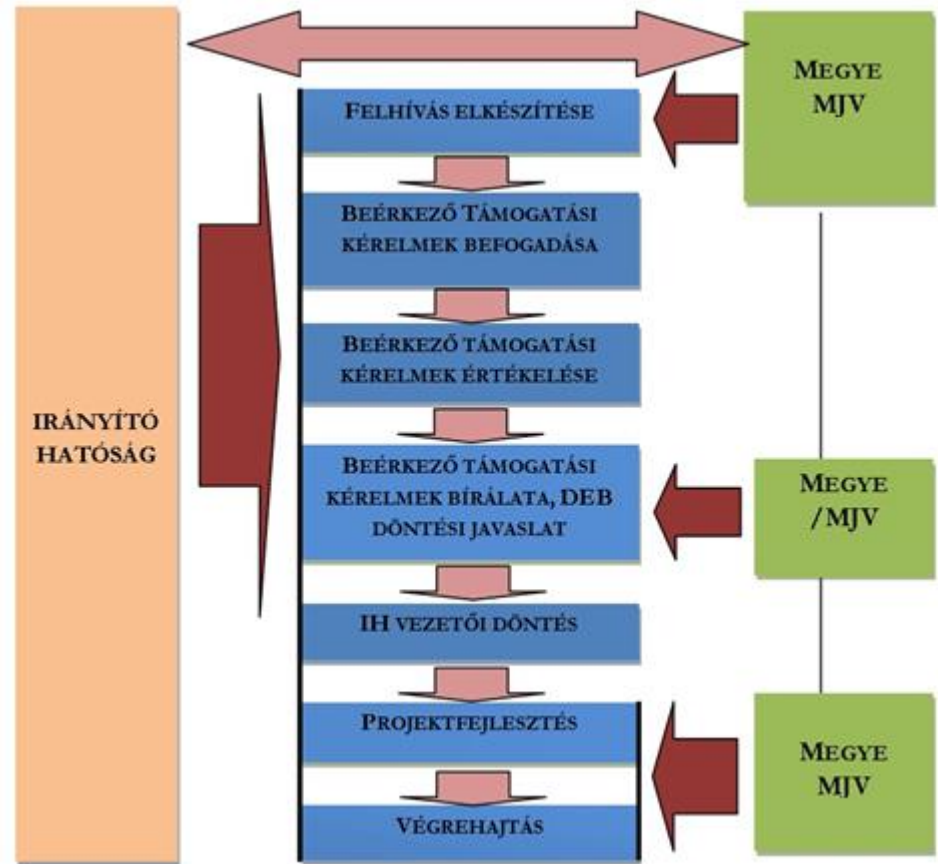 IRÁNYÍTÓ
HATÓSÁG
FELHÍVÁS ELKÉSZÍTÉSE
BEÉRKEZŐ TÁMOGATÁSI
KÉRELMEK BEFOGADÁSA
BEÉRKEZŐ TÁMOGATÁSI
KÉRELMEK ÉRTÉKELÉSE
BEÉRKEZŐ TÁMOGATÁSI
KÉRELMEK BÍRÁLATA, DEB
DÖNTÉSI JAVASLAT
IH VEZETŐI DÖNTÉS
PROJEKTFEJLESZTÉS
VÉGREHAJTÁS
MEGYE
MJV
MEGYE
/MJV
MEGYE
MJV